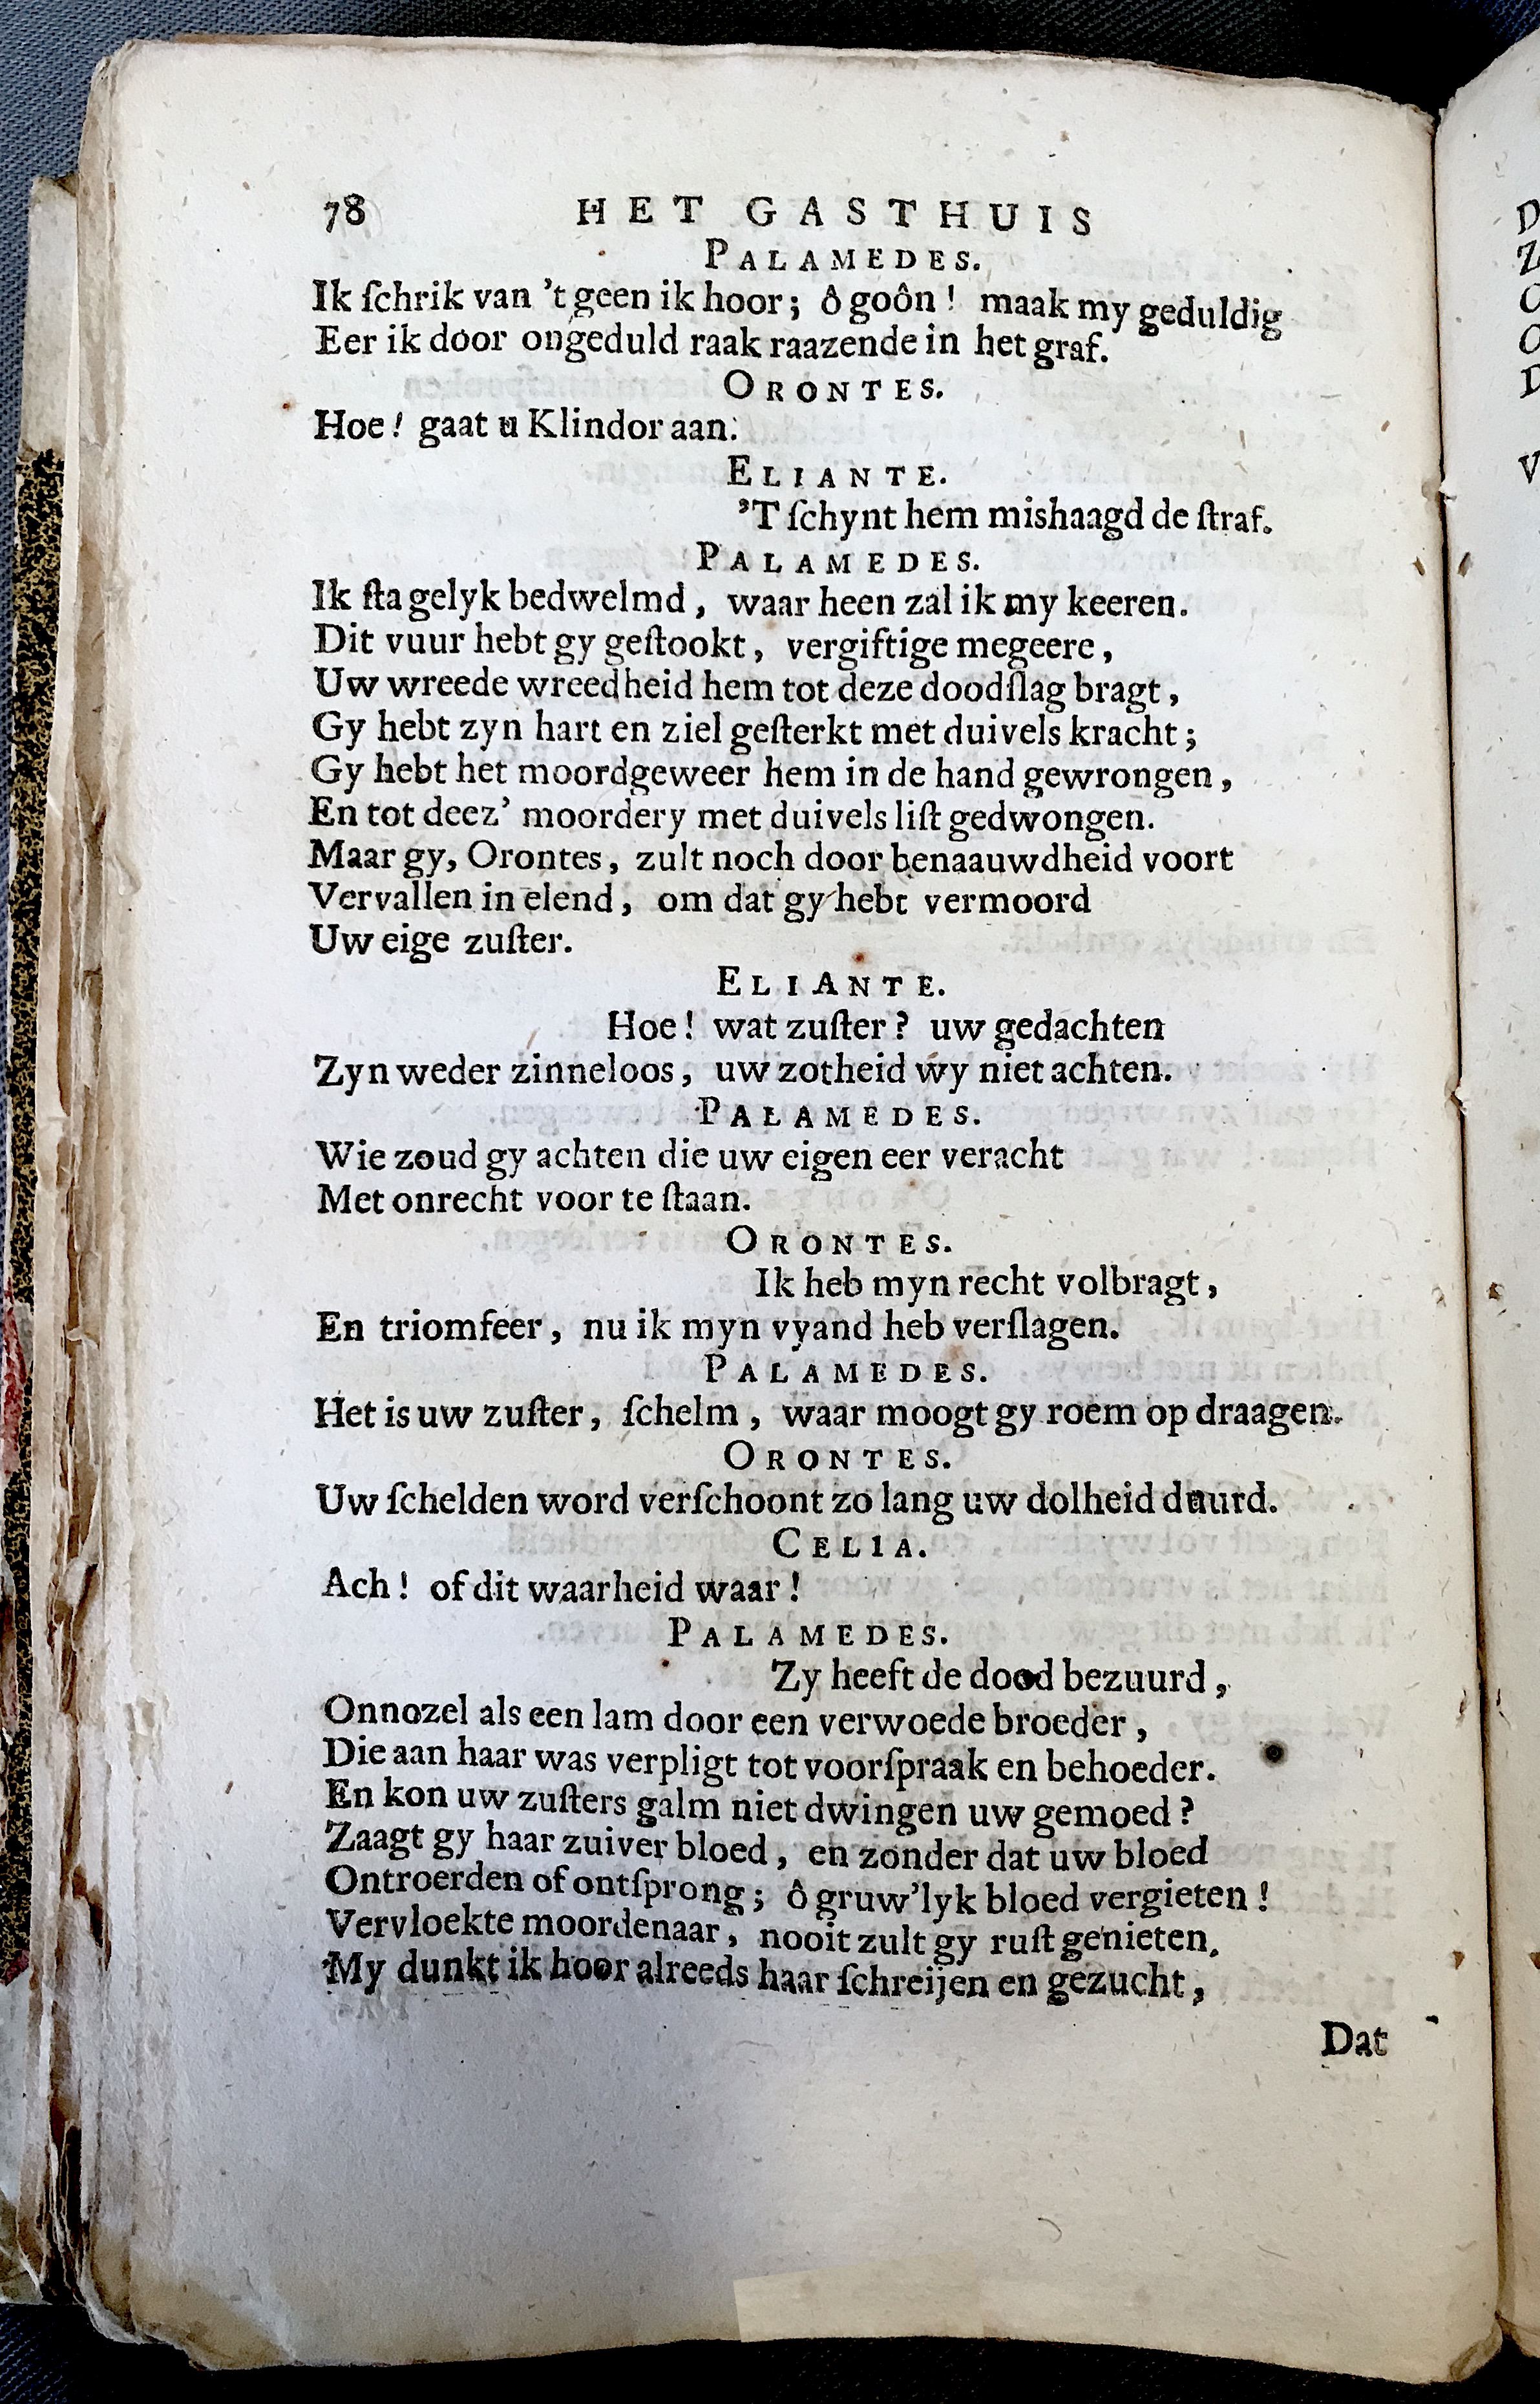 78 HET GASTHUIS
PALAMEDES.
Ik ſchrik van 't geen ik hoor; ô goôn! maak my geduldig
Eer ik door ongeduld raak raazende in het graf.
ORONTES.
Hoe! gaat u Klindor aan.
ELIANTE.
'T ſchynt hem mishaagd de ſtraf.
PALAMEDES.
Ik ſta gelyk bedwelmd, waar heen zal ik my keeren.
Dit vuur hebt gy geſtookt, vergiftige megeere,
Uw wreede wreedheid hem tot deze doodſlag bragt,
Gy hebt zyn hart en ziel geſterkt met duivels kracht;
Gy hebt het moordgeweer hem in de hand gewrongen,
En tot deez' moordery met duivels liſt gedwongen.
Maar gy, Orontes, zult noch door benaauwdheid voort
Vervallen in elend, om dat gy hebt vermoord
Uw eige zuſter.
ELIANTE.
Hoe! wat zuſter? uw gedachten
Zyn weder zinneloos, uw zotheid wy niet achten.
PALAMEDES.
Wie zoud gy achten die uw eigen eer veracht
Met onrecht voor te ſtaan.
ORONTES.
Ik heb myn recht volbragt,
En triomfeer, nu ik myn vyand heb verſlagen.
PALAMEDES.
Het is uw zuſter, ſchelm, waar moogt gy roem op draagen.
ORONTES.
Uw ſchelden word verſchoont zo lang uw dolheid duurd.
CELIA.
Ach! of dit waarheid waar!
PALAMEDES.
Zy heeft de dood bezuurd,
Onnozel als een lam door een verwoede broeder,
Die aan haar was verpligt tot voorſpraak en behoeder.
En kon uw zuſters galm niet dwingen uw gemoed?
Zaagt gy haar zuiver bloed, en zonder dat uw bloed
Ontroerden of ontſprong; ô gruw'lyk bloed vergieten!
Vervloekte moordenaar, nooit zult gy ruſt genieten.
My dunkt ik hoor alreeds haar ſchreijen en gezucht,
Dat